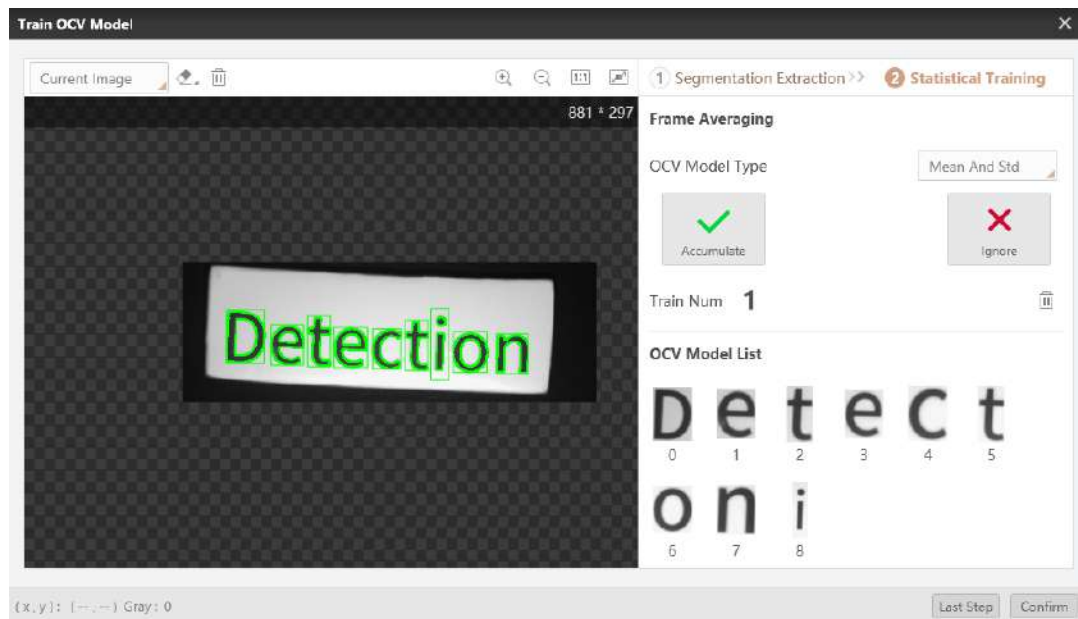 Train OCV Model
Current Image
1:1
1 Segmentation Extraction >> 2 Statistical Training
881 * 297
Frame Averaging
OCV Model Type Mean And Std
Accumulate Ignore
Train Num 1
Detection
OCV Model List
D e t e c t
0 1 2 3 4 5
o n i
6 7 8
(x,y): (--,--) Gray: 0
Last Step Confirm